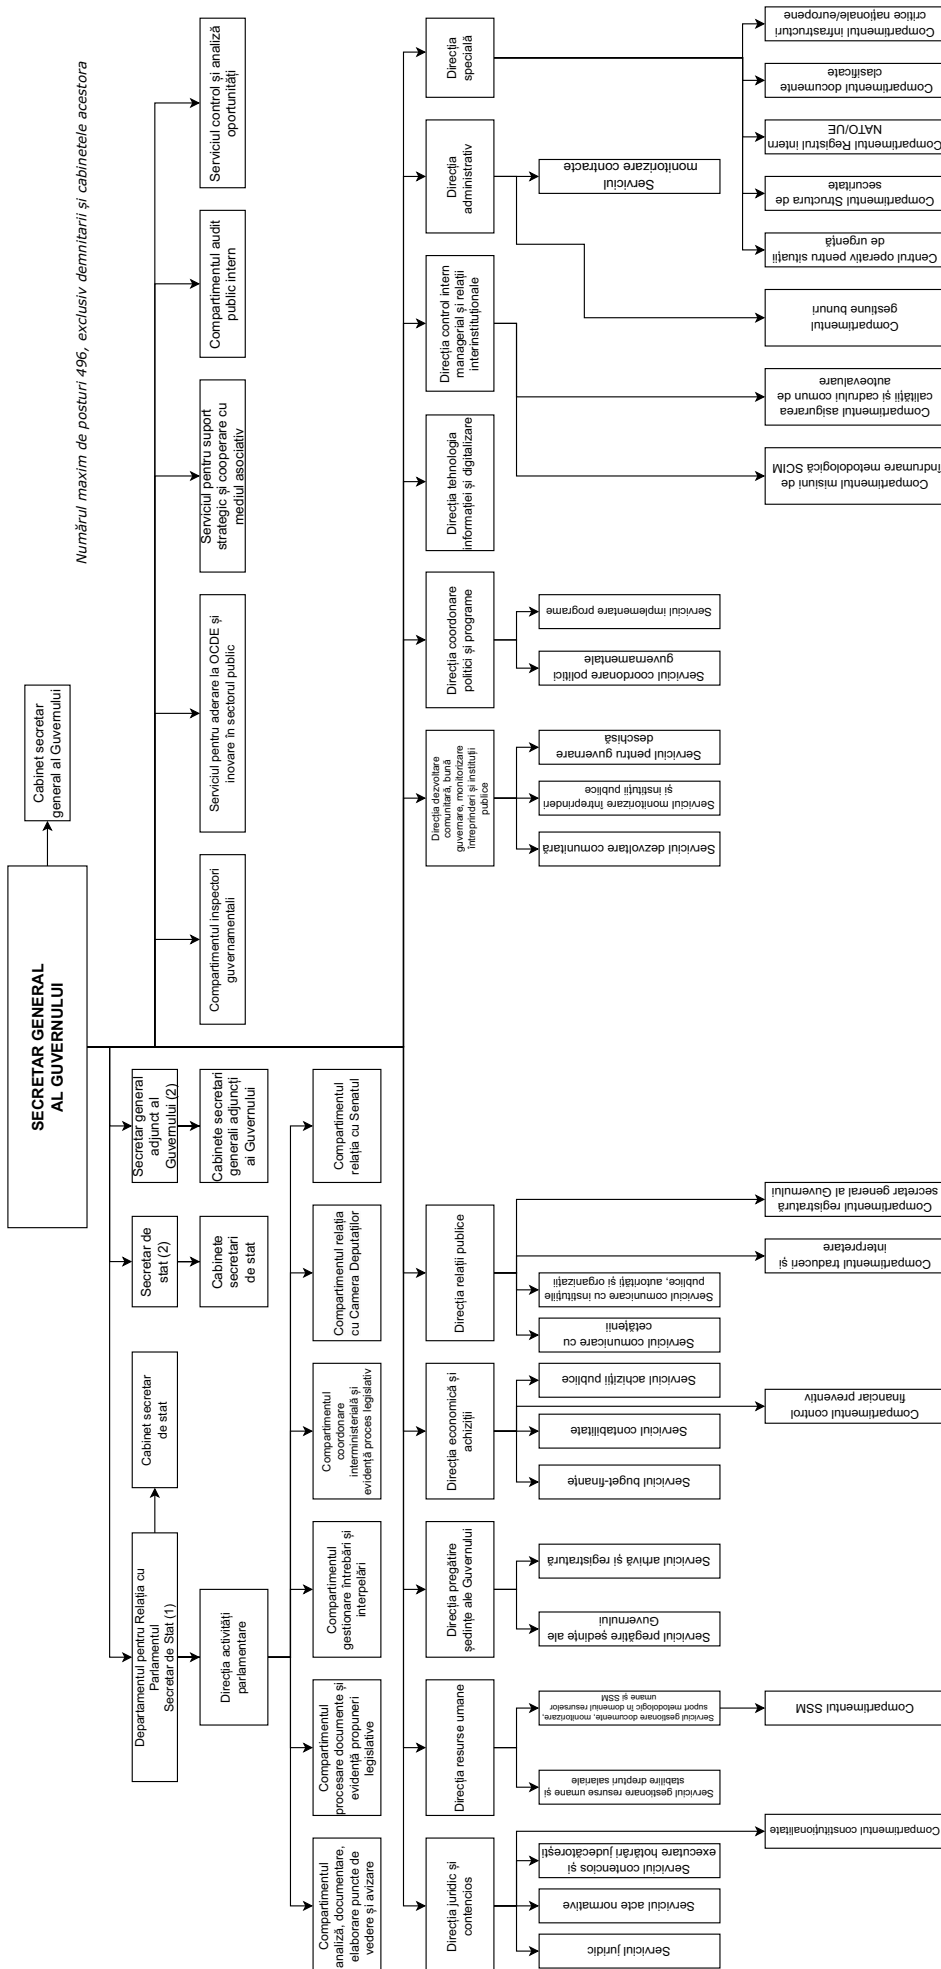 Numărul maxim de posturi 496, exclusiv demnitarii și cabinetele acestora
SECRETAR GENERAL
AL GUVERNULUI
Cabinet secretar
general al Guvernului
Departamentul pentru Relația cu
Parlamentul
Secretar de Stat (1)
Cabinet secretar
de stat
Secretar de
stat (2)
Secretar general
adjunct al
Guvernului (2)
Direcția activități
parlamentare
Cabinete
secretari
de stat
Cabinete secretari
generali adjuncți
ai Guvernului
Compartimentul inspectori
guvernamentali
Serviciul pentru aderare la OCDE și
inovare în sectorul public
Serviciul pentru suport
strategic și cooperare cu
mediul asociativ
Compartimentul audit
public intern
Serviciul control și analiză
oportunități
Compartimentul
analiză, documentare,
elaborare puncte de
vedere și avizare
Compartimentul
procesare documente și
evidență propuneri
legislative
Compartimentul
gestionare întrebări și
interpelări
Compartimentul
coordonare
interministerială și
evidență proces legislativ
Compartimentul relația
cu Camera Deputaților
Compartimentul
relația cu Senatul
Direcția juridic și
contencios
Direcția resurse umane
Direcția pregătire
ședințe ale Guvernului
Direcția economică și
achiziții
Direcția relații publice
Direcția dezvoltare
comunitară, bună
guvernare, monitorizare
întreprinderi și instituții
publice
Direcția coordonare
politici și programe
Direcția tehnologia
informației și digitalizare
Direcția control intern
managerial și relații
interinstituționale
Direcția
administrativ
Direcția
specială
Serviciul juridic
Serviciul acte normative
Serviciul contencios și
executare hotărâri judecătorești
Serviciul gestionare resurse umane și
stabilire drepturi salariale
Serviciul gestionare documente, monitorizare,
suport metodologic în domeniul resurselor
umane și SSM
Serviciul pregătire ședințe ale
Guvernului
Serviciul arhivă și registratură
Serviciul buget-finanțe
Serviciul contabilitate
Serviciul achiziții publice
Serviciul comunicare cu
cetățenii
Serviciul comunicare cu instituțiile
publice, autorități și organizații
Serviciul dezvoltare comunitară
Serviciul monitorizare întreprinderi
și instituții publice
Serviciul pentru guvernare
deschisă
Serviciul coordonare politici
guvernamentale
Serviciul implementare programe
Serviciul
monitorizare contracte
Compartimentul constituționalitate
Compartimentul SSM
Compartimentul control
financiar preventiv
Compartimentul traduceri și
interpretare
Compartimentul registratură
secretar general al Guvernului
Compartimentul misiuni de
îndrumare metodologică SCIM
Compartimentul asigurarea
calității și cadrului comun de
autoevaluare
Compartimentul
gestiune bunuri
Centrul operativ pentru situații
de urgență
Compartimentul Structura de
securitate
Compartimentul Registrul intern
NATO/UE
Compartimentul documente
clasificate
Compartimentul infrastructuri
critice naționale/europene